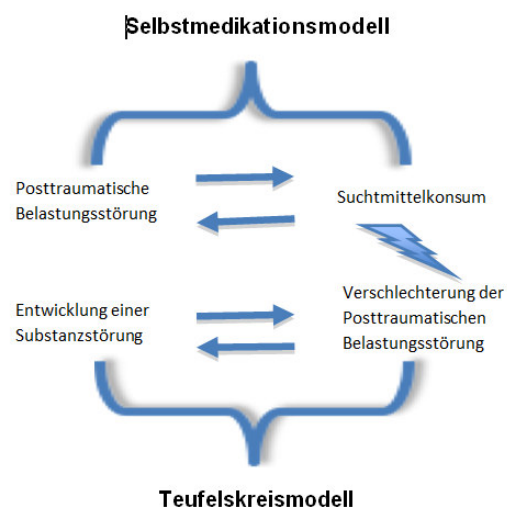 Selbstmedikationsmodell
Posttraumatische
Belastungsstörung
Suchtmittelkonsum
Entwicklung einer
Substanzstörung
Verschlechterung der
Posttraumatischen
Belastungsstörung
Teufelskreismodell